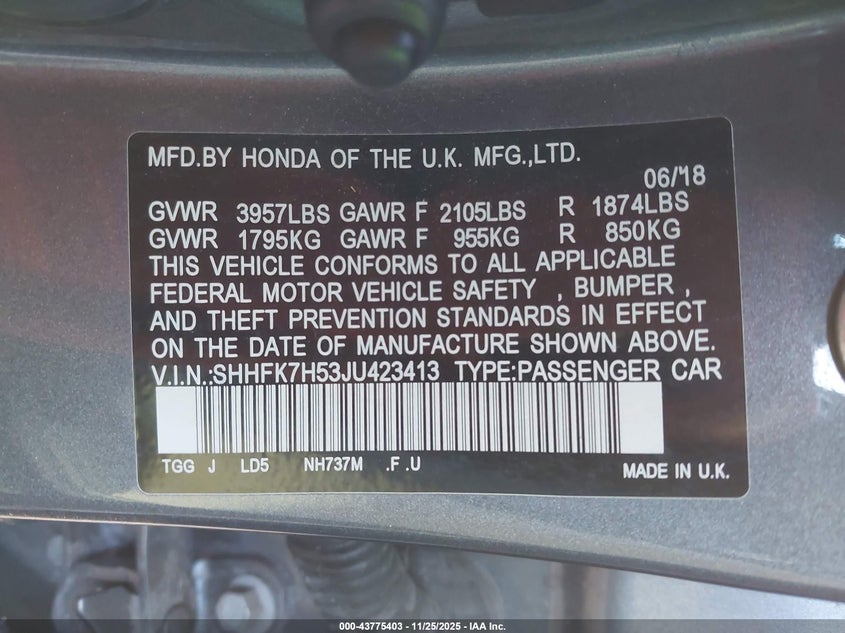 MFD.BY HONDA OF THE U.K. MFG.,LTD.
06/18
GVWR 3957LBS GAWR F 2105LBS R 1874LBS
GVWR 1795KG GAWR F 955KG R 850KG
THIS VEHICLE CONFORMS TO ALL APPLICABLE
FEDERAL MOTOR VEHICLE SAFETY , BUMPER ,
AND THEFT PREVENTION STANDARDS IN EFFECT
ON THE DATE OF MANUFACTURE SHOWN ABOVE.
V.I.N.:SHHFK7H53JU423413 TYPE:PASSENGER CAR
TGG J LD5 NH737M .F .U
MADE IN U.K.
000-43775403 - 11/25/2025 - IAA Inc.